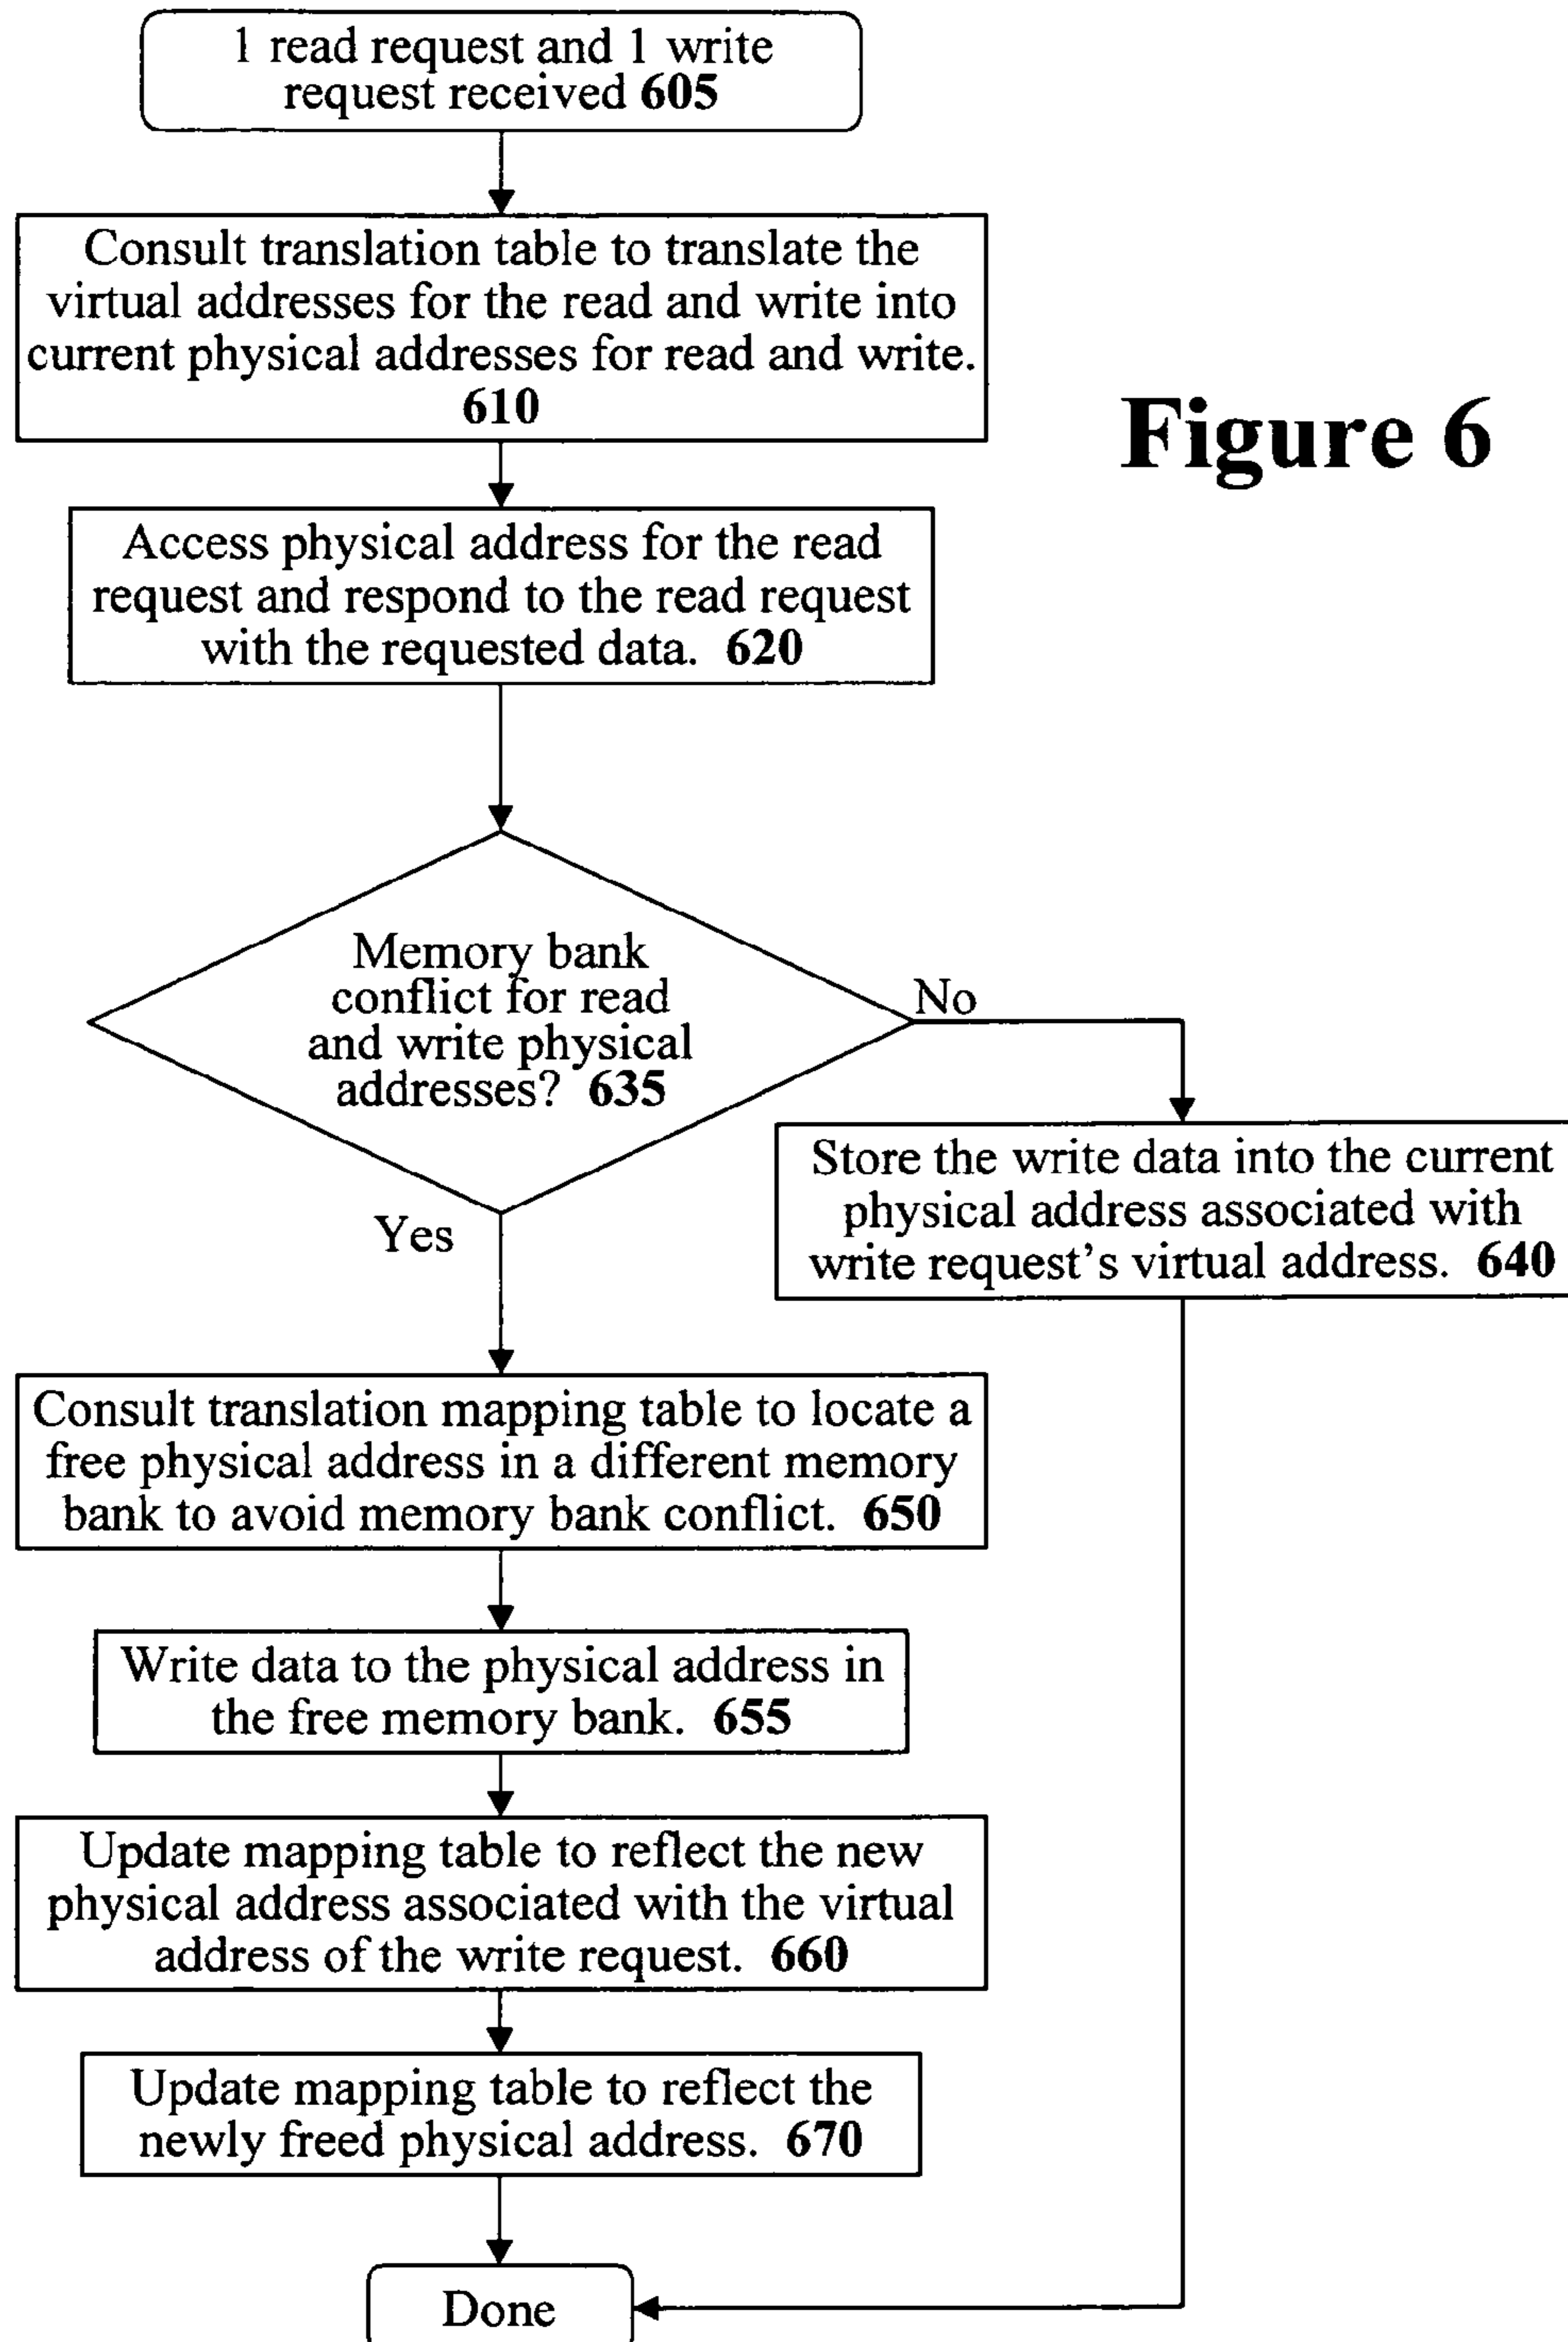 1 read request and 1 write
request received 605
Consult translation table to translate the
virtual addresses for the read and write into
current physical addresses for read and write.
610
Figure 6
Access physical address for the read
request and respond to the read request
with the requested data. 620
Memory bank
conflict for read
and write physical
addresses? 635
No
Yes
Store the write data into the current
physical address associated with
write request's virtual address. 640
Consult translation mapping table to locate a
free physical address in a different memory
bank to avoid memory bank conflict. 650
Write data to the physical address in
the free memory bank. 655
Update mapping table to reflect the new
physical address associated with the virtual
address of the write request. 660
Update mapping table to reflect the
newly freed physical address. 670
Done